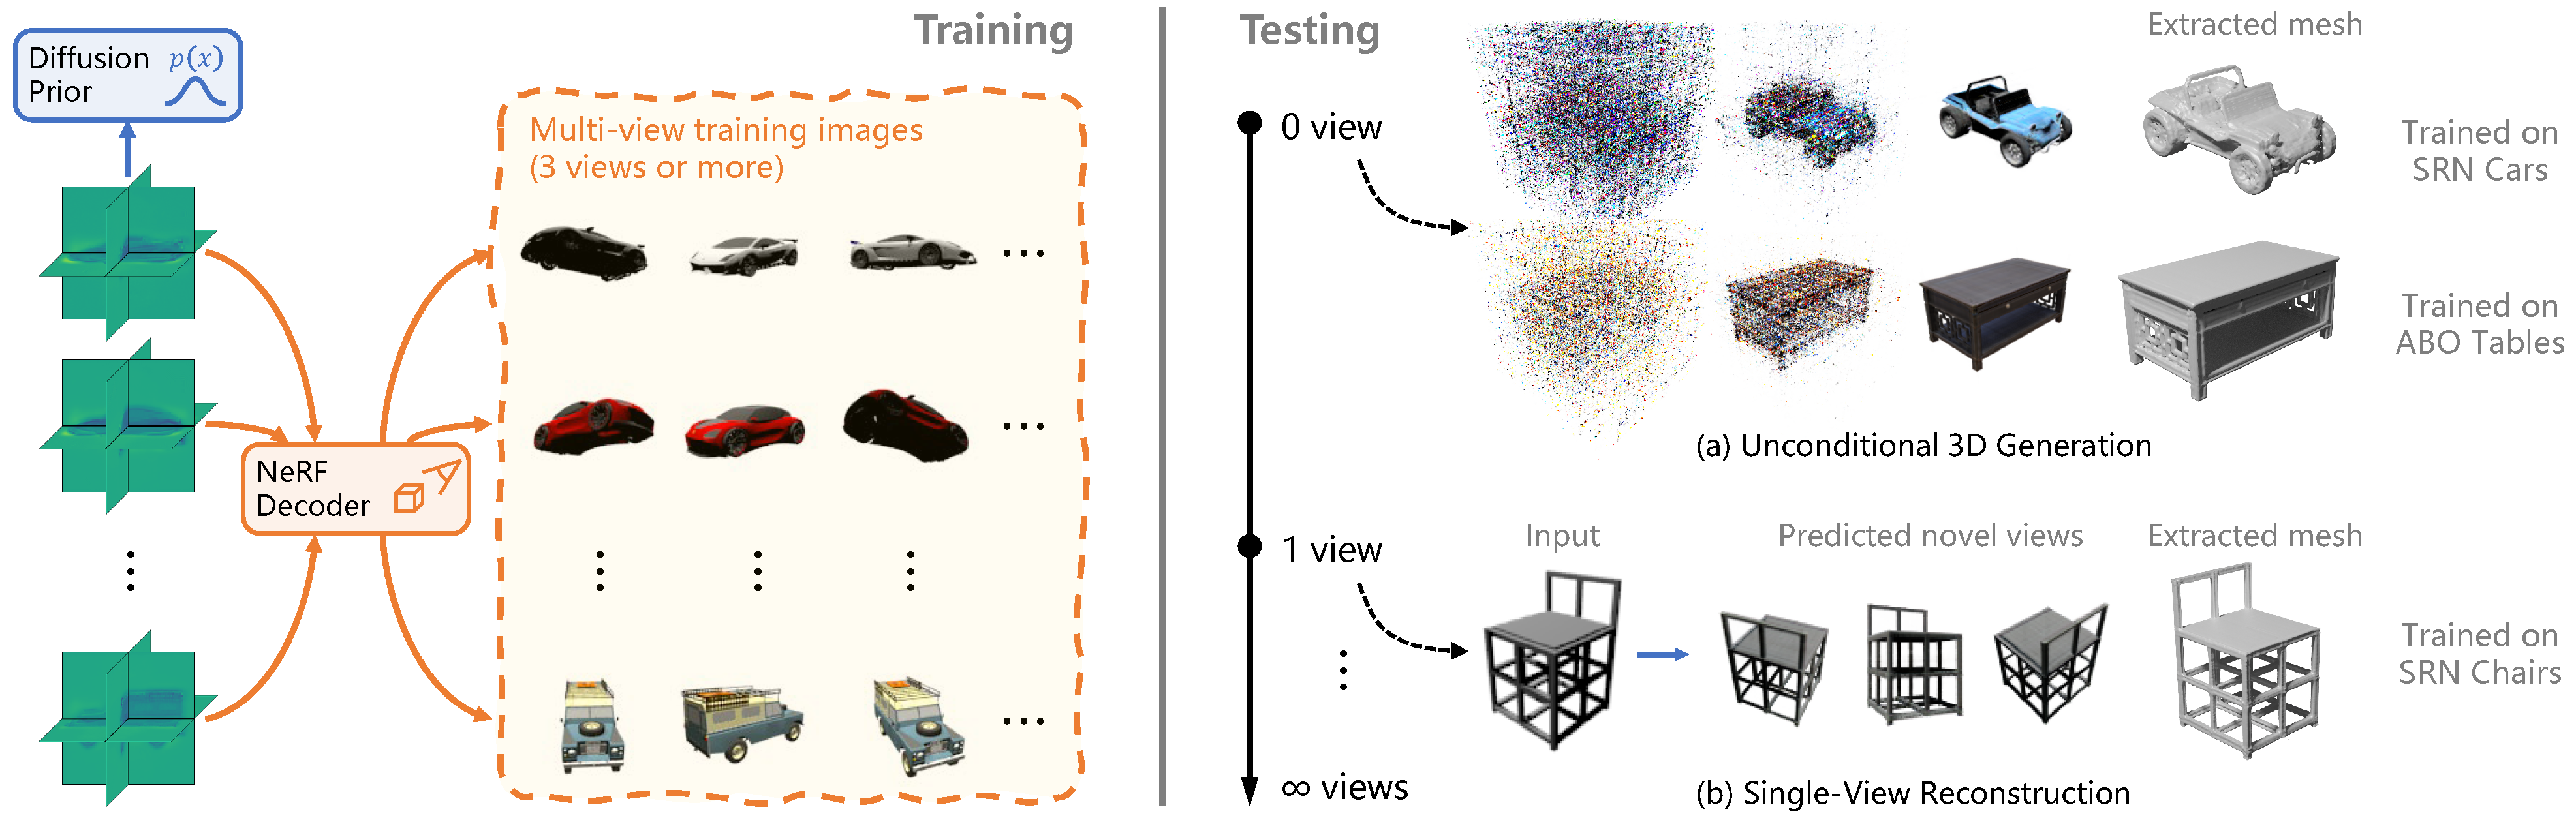 Training
Diffusion
Prior
p(x)
Multi-view training images
(3 views or more)
NeRF
Decoder
Testing
0 view
Extracted mesh
Trained on
SRN Cars
Trained on
ABO Tables
(a) Unconditional 3D Generation
1 view
Input
Predicted novel views
Extracted mesh
Trained on
SRN Chairs
∞ views
(b) Single-View Reconstruction